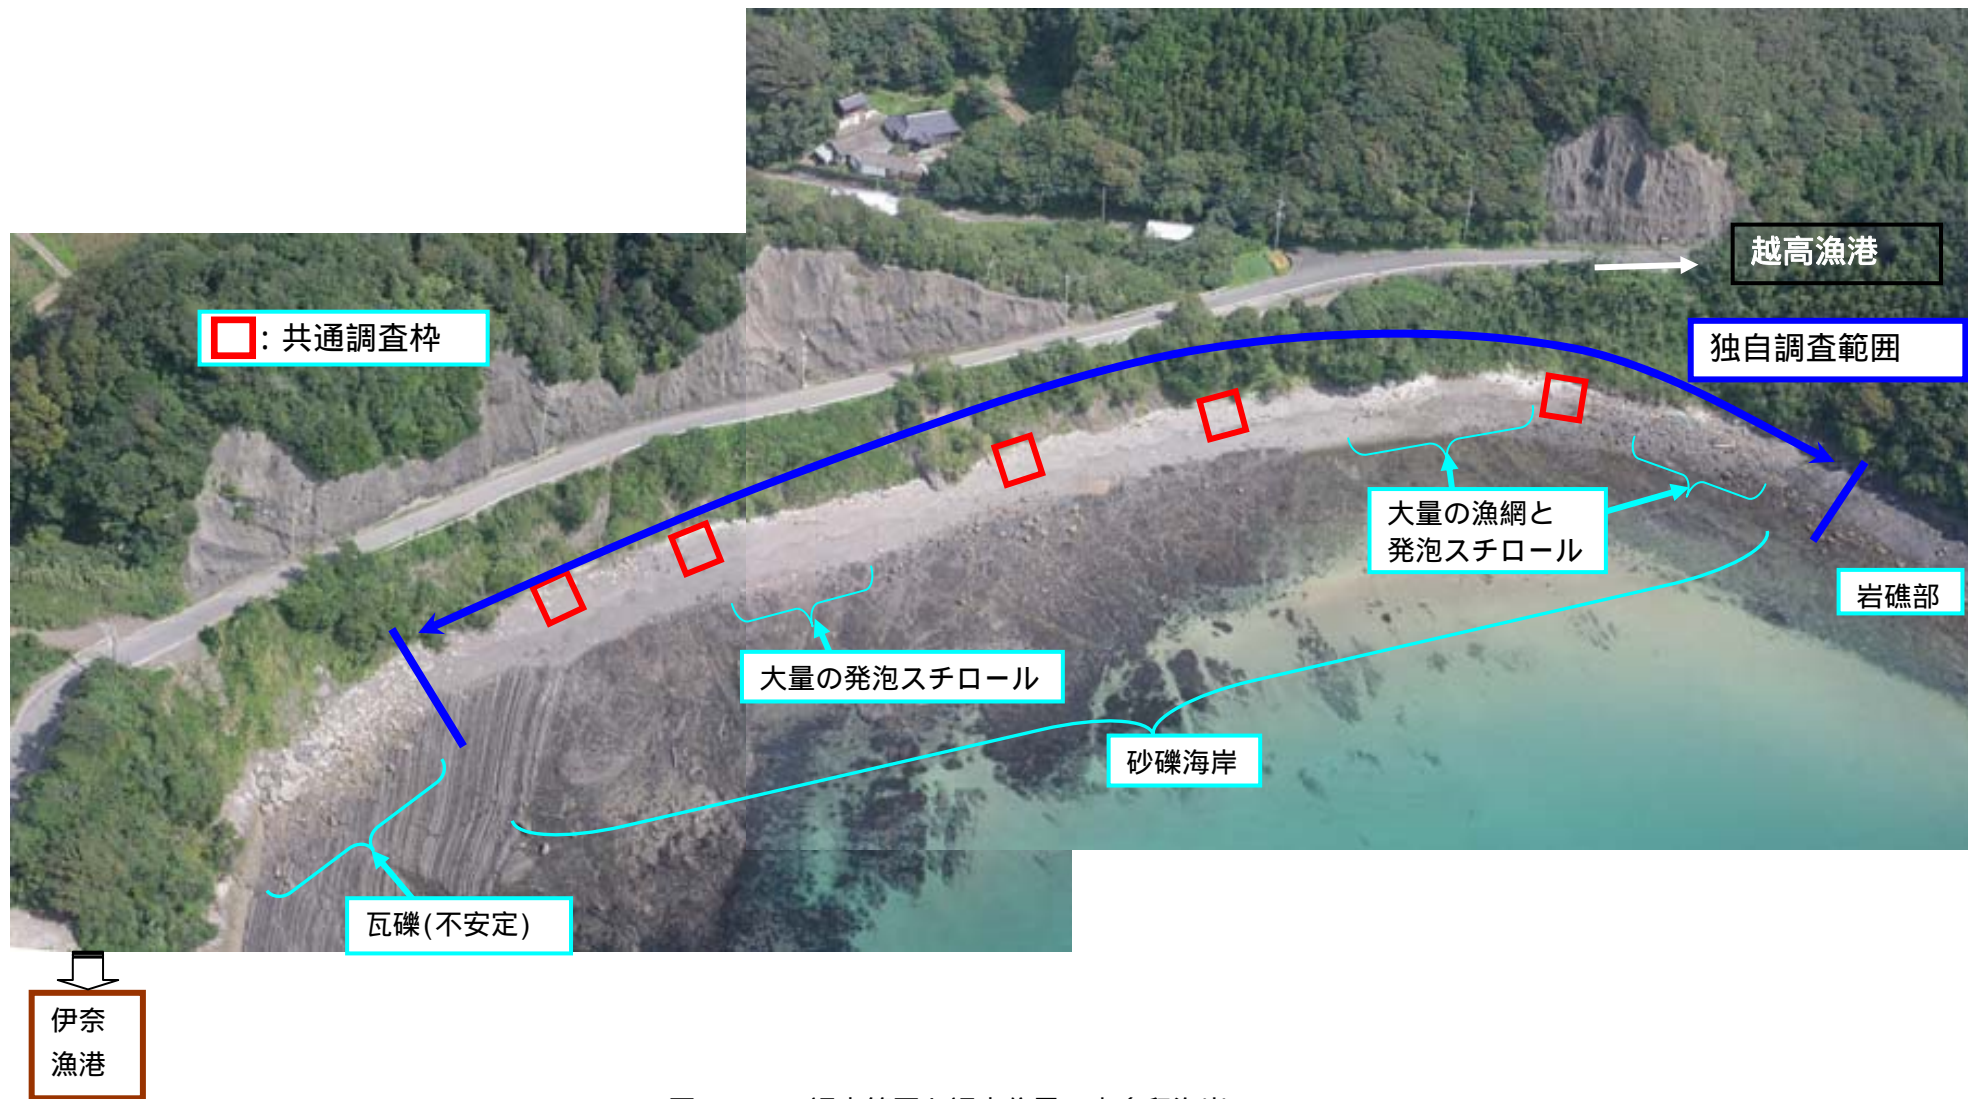 越高漁港
:共通調査枠
独自調査範囲
大量の漁網と
発泡スチロール
岩礁部
大量の発泡スチロール
砂礫海岸
瓦礫(不安定)
伊奈
漁港